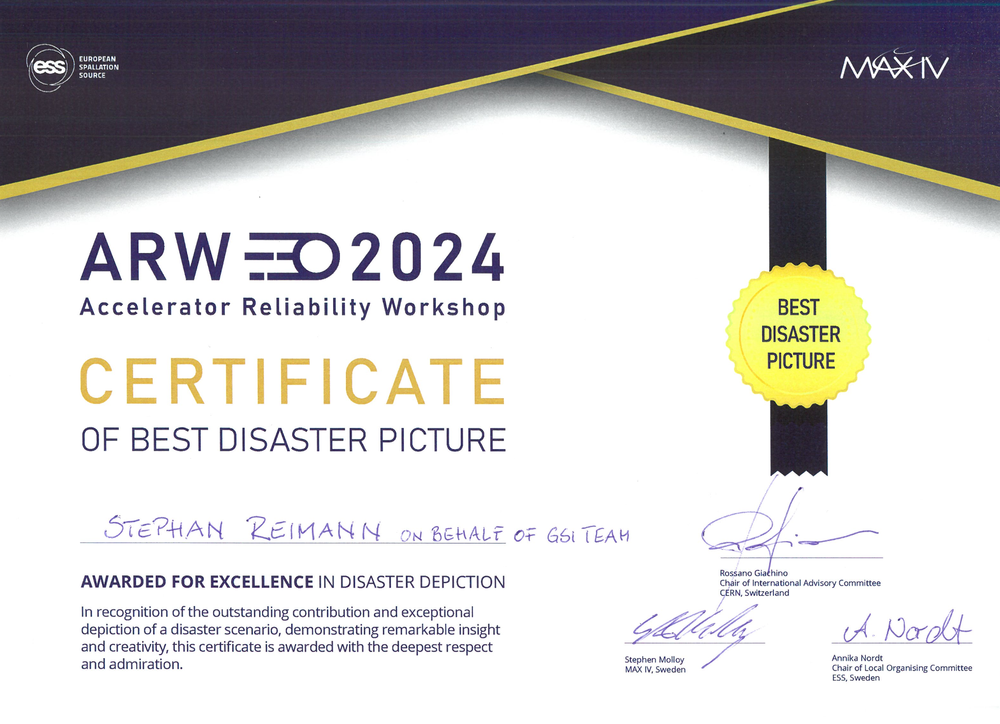 ess
EUROPEAN
SPALLATION
SOURCE
MAX IV
ARW 2024
Accelerator Reliability Workshop
CERTIFICATE
OF BEST DISASTER PICTURE
BEST
DISASTER
PICTURE
STEPHAN REIMANN ON BEHALF OF GSI TEAM
AWARDED FOR EXCELLENCE IN DISASTER DEPICTION
In recognition of the outstanding contribution and exceptional
depiction of a disaster scenario, demonstrating remarkable insight
and creativity, this certificate is awarded with the deepest respect
and admiration.
Rossano Giachino
Chair of International Advisory Committee
CERN, Switzerland
Stephen Molloy
MAX IV, Sweden
A. Nordt
Annika Nordt
Chair of Local Organising Committee
ESS, Sweden